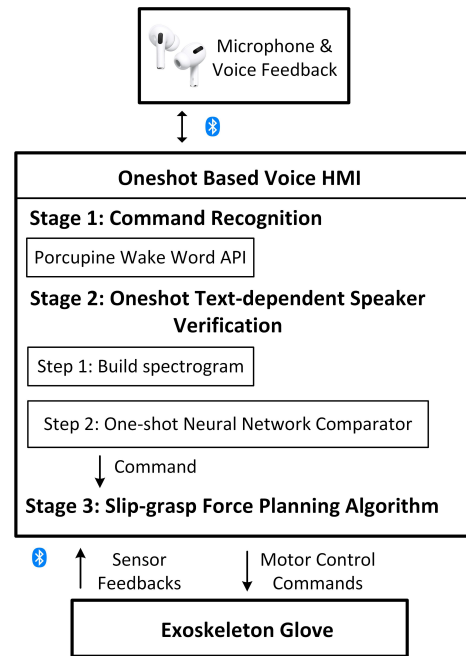 Microphone &
Voice Feedback
Oneshot Based Voice HMI
Stage 1: Command Recognition
Porcupine Wake Word API
Stage 2: Oneshot Text-dependent Speaker
Verification
Step 1: Build spectrogram
Step 2: One-shot Neural Network Comparator
Command
Stage 3: Slip-grasp Force Planning Algorithm
Sensor
Feedbacks
Motor Control
Commands
Exoskeleton Glove